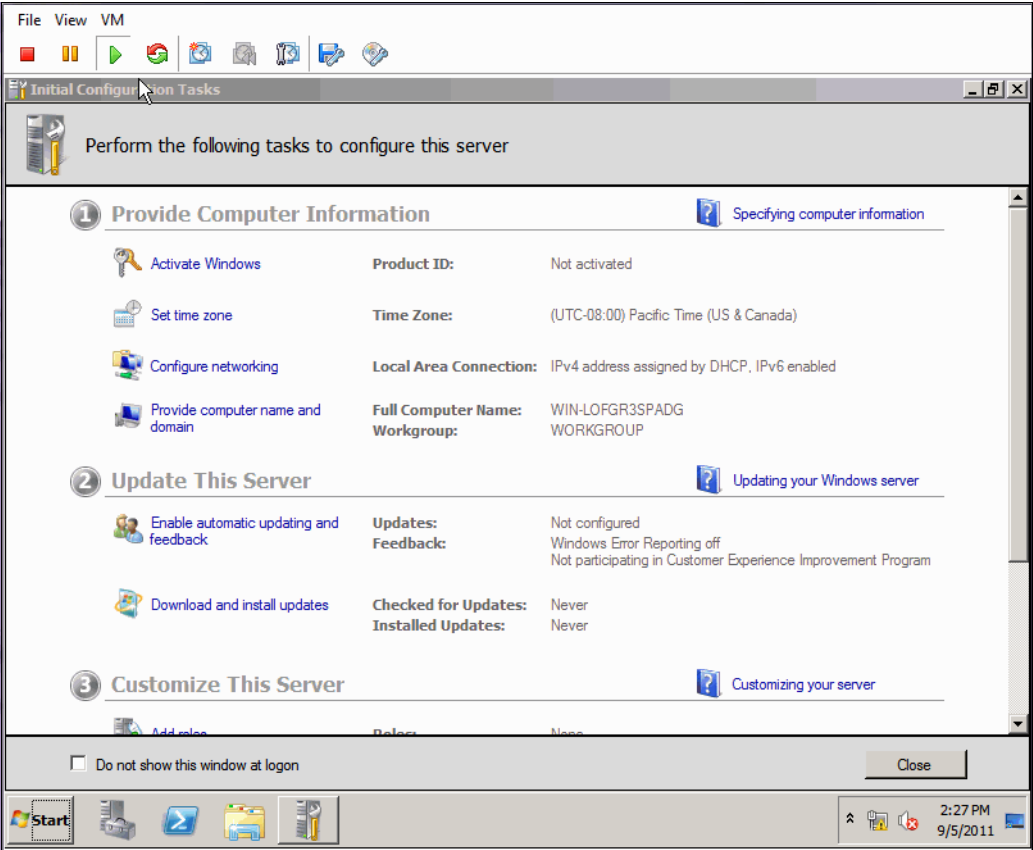 File View VM
Initial Configuration Tasks
Perform the following tasks to configure this server
1 Provide Computer Information
Specifying computer information
Activate Windows Product ID: Not activated
Set time zone Time Zone: (UTC-08:00) Pacific Time (US & Canada)
Configure networking Local Area Connection: IPv4 address assigned by DHCP, IPv6 enabled
Provide computer name and domain
Full Computer Name: WIN-LOFGR3SPADG
Workgroup: WORKGROUP
2 Update This Server
Updating your Windows server
Enable automatic updating and feedback
Updates: Not configured
Feedback: Windows Error Reporting off
Not participating in Customer Experience Improvement Program
Download and install updates
Checked for Updates: Never
Installed Updates: Never
3 Customize This Server
Customizing your server
Add roles Roles: None
Do not show this window at logon
Close
Start
2:27 PM
9/5/2011